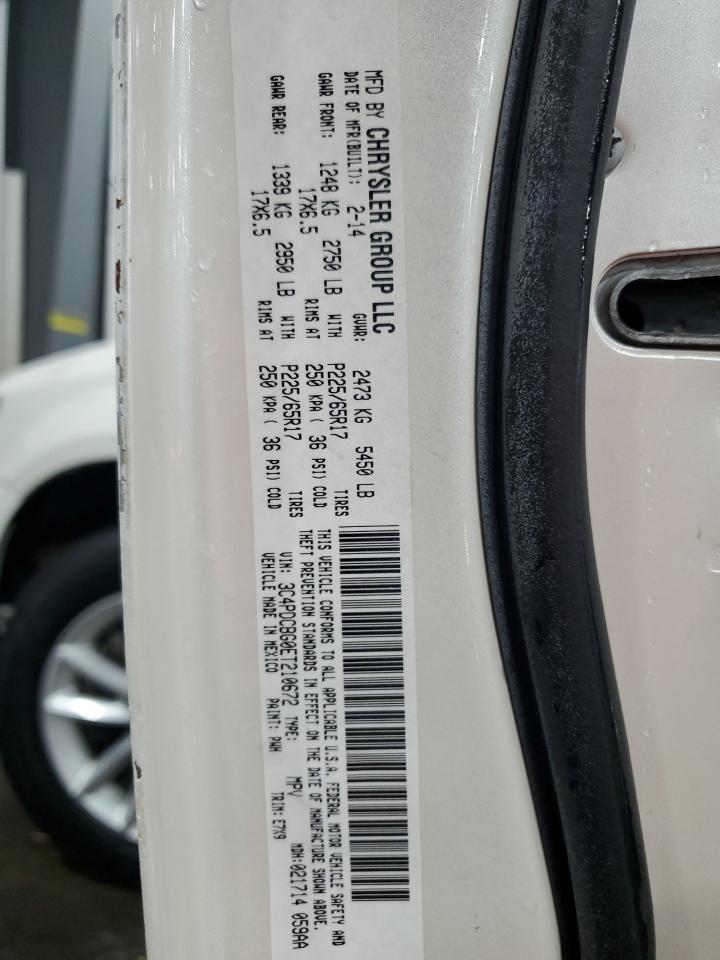 MFD BY CHRYSLER GROUP LLC
DATE OF MFR(BUILT): 2-14 GVWR: 2473 KG 5450 LB
GAWR FRONT: 1248 KG 2750 LB WITH P225/65R17 TIRES
17X6.5 RIMS AT 250 KPA ( 36 PSI) COLD
GAWR REAR: 1339 KG 2950 LB WITH P225/65R17 TIRES
17X6.5 RIMS AT 250 KPA ( 36 PSI) COLD
THIS VEHICLE CONFORMS TO ALL APPLICABLE U.S.A. FEDERAL MOTOR VEHICLE SAFETY AND
THEFT PREVENTION STANDARDS IN EFFECT ON THE DATE OF MANUFACTURE SHOWN ABOVE.
VIN: 3C4PDCBG0ET210672 TYPE: MPV MDH:021714 059AA
VEHICLE MADE IN MEXICO PAINT: PWH TRIM: E7X9